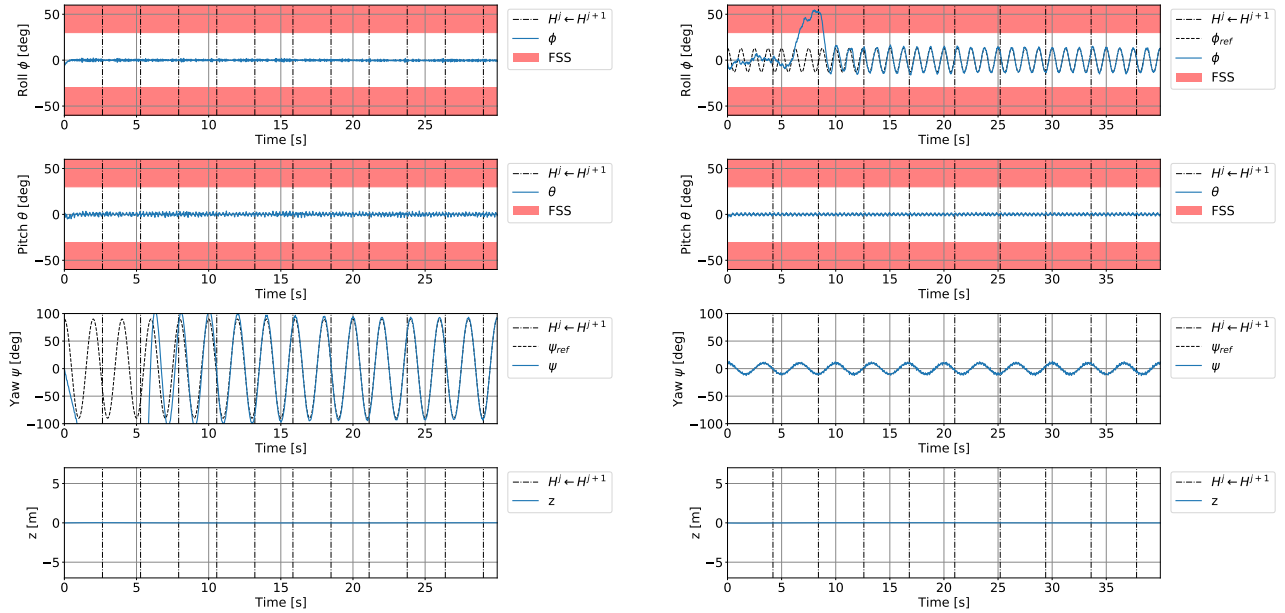 50
0
−50
Roll ϕ [deg]
0 5 10 15 20 25
Time [s]
H^j ← H^{j+1}
ϕ
FSS
50
0
−50
Roll ϕ [deg]
0 5 10 15 20 25 30 35
Time [s]
H^j ← H^{j+1}
ϕ_{ref}
ϕ
FSS
50
0
−50
Pitch θ [deg]
0 5 10 15 20 25
Time [s]
H^j ← H^{j+1}
θ
FSS
50
0
−50
Pitch θ [deg]
0 5 10 15 20 25 30 35
Time [s]
H^j ← H^{j+1}
θ
FSS
100
50
0
−50
−100
Yaw ψ [deg]
0 5 10 15 20 25
Time [s]
H^j ← H^{j+1}
ψ_{ref}
ψ
100
50
0
−50
−100
Yaw ψ [deg]
0 5 10 15 20 25 30 35
Time [s]
H^j ← H^{j+1}
ψ_{ref}
ψ
5
0
−5
z [m]
0 5 10 15 20 25
Time [s]
H^j ← H^{j+1}
z
5
0
−5
z [m]
0 5 10 15 20 25 30 35
Time [s]
H^j ← H^{j+1}
z